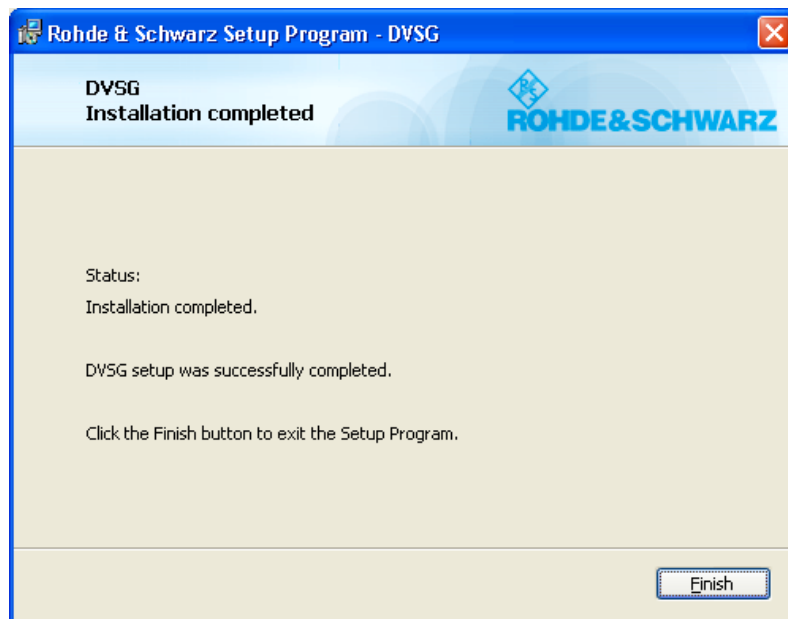 Rohde & Schwarz Setup Program - DVSG
DVSG
Installation completed
R&S
ROHDE&SCHWARZ
Status:
Installation completed.
DVSG setup was successfully completed.
Click the Finish button to exit the Setup Program.
Finish